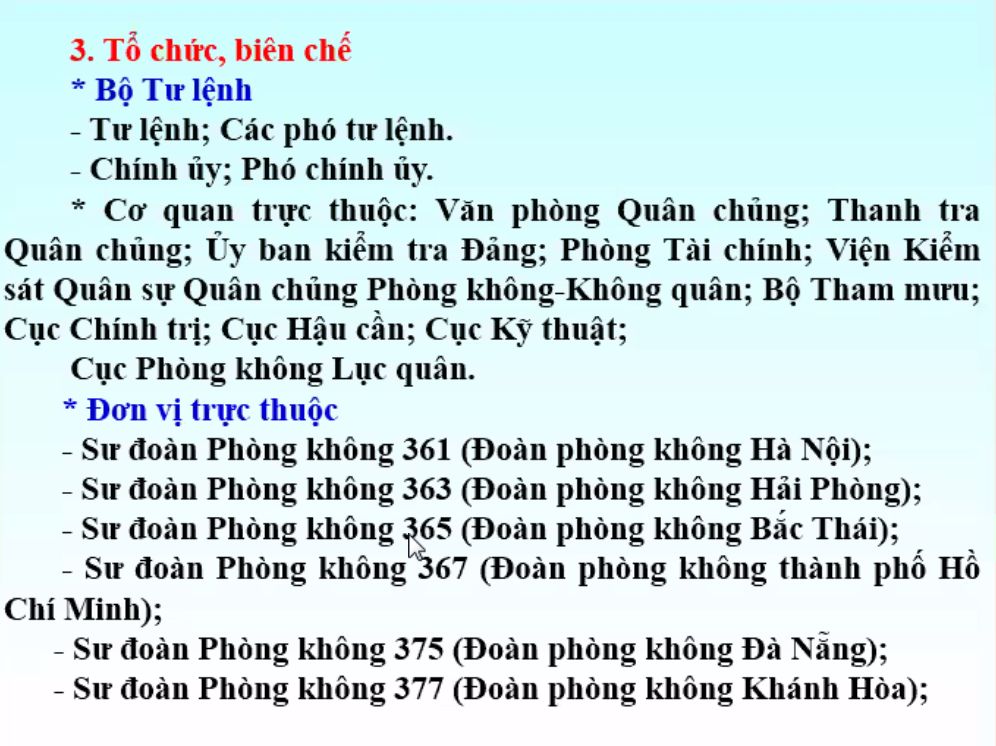 3. Tổ chức, biên chế
* Bộ Tư lệnh
- Tư lệnh; Các phó tư lệnh.
- Chính ủy; Phó chính ủy.
* Cơ quan trực thuộc: Văn phòng Quân chủng; Thanh tra
Quân chủng; Ủy ban kiểm tra Đảng; Phòng Tài chính; Viện Kiểm
sát Quân sự Quân chủng Phòng không-Không quân; Bộ Tham mưu;
Cục Chính trị; Cục Hậu cần; Cục Kỹ thuật;
Cục Phòng không Lục quân.
* Đơn vị trực thuộc
- Sư đoàn Phòng không 361 (Đoàn phòng không Hà Nội);
- Sư đoàn Phòng không 363 (Đoàn phòng không Hải Phòng);
- Sư đoàn Phòng không 365 (Đoàn phòng không Bắc Thái);
- Sư đoàn Phòng không 367 (Đoàn phòng không thành phố Hồ
Chí Minh);
- Sư đoàn Phòng không 375 (Đoàn phòng không Đà Nẵng);
- Sư đoàn Phòng không 377 (Đoàn phòng không Khánh Hòa);